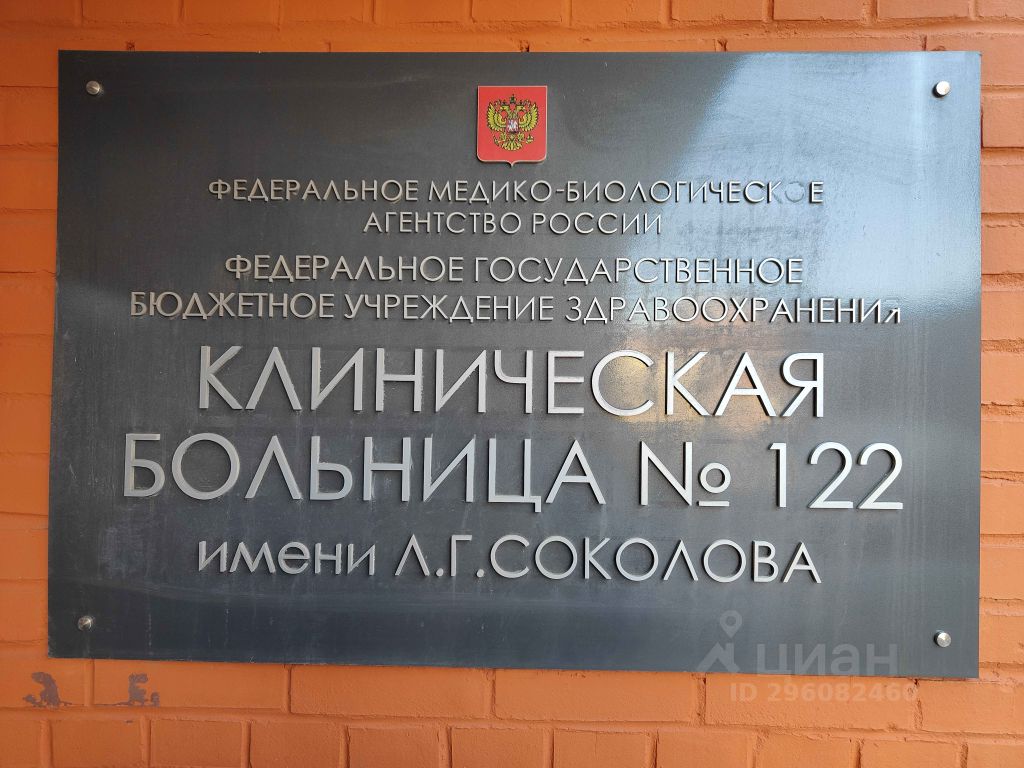 ФЕДЕРАЛЬНОЕ МЕДИКО-БИОЛОГИЧЕСКОЕ
АГЕНТСТВО РОССИИ
ФЕДЕРАЛЬНОЕ ГОСУДАРСТВЕННОЕ
БЮДЖЕТНОЕ УЧРЕЖДЕНИЕ ЗДРАВООХРАНЕНИЯ
КЛИНИЧЕСКАЯ
БОЛЬНИЦА № 122
имени Л.Г.СОКОЛОВА
циан
ID 296082460